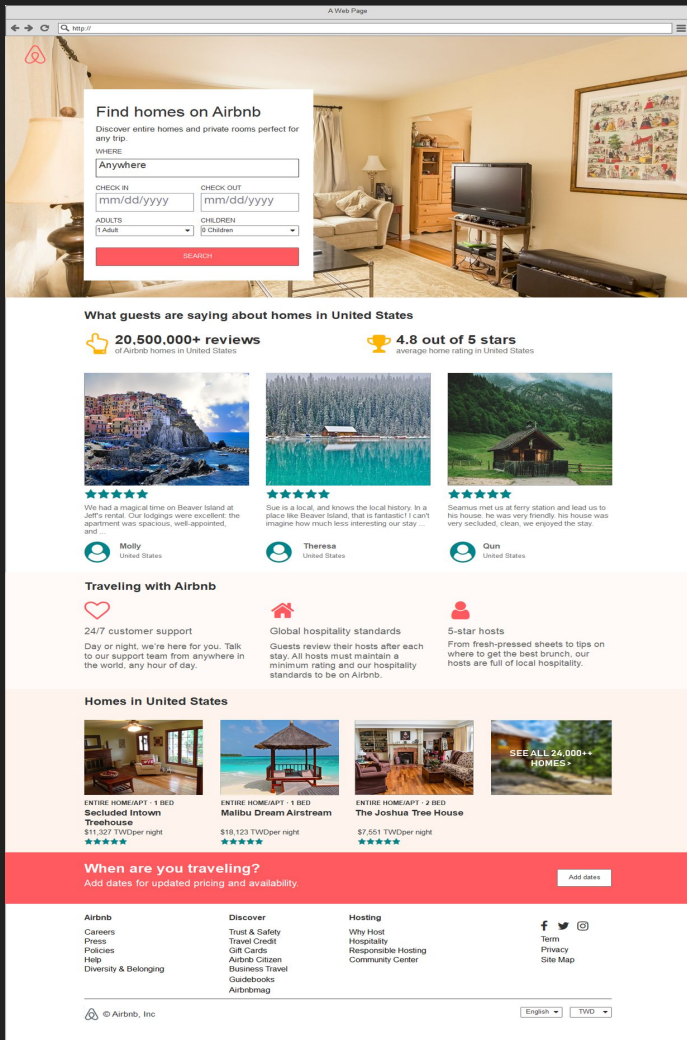 A Web Page
http://
Find homes on Airbnb
Discover entire homes and private rooms perfect for
any trip.
WHERE
Anywhere
CHECK IN
CHECK OUT
mm/dd/yyyy
mm/dd/yyyy
ADULTS
CHILDREN
1 Adult
0 Children
SEARCH
What guests are saying about homes in United States
20,500,000+ reviews
of Airbnb homes in United States
4.8 out of 5 stars
average home rating in United States
We had a magical time on Beaver Island at
Jeff's rental. Our lodgings were excellent: the
apartment was spacious, well-appointed,
and ...
Molly
United States
Sue is a local, and knows the local history. In a
place like Beaver Island, that is fantastic! I can't
imagine how much less interesting our stay ...
Theresa
United States
Seamus met us at ferry station and lead us to
his house. he was very friendly. his house was
very secluded, clean, we enjoyed the stay.
Qun
United States
Traveling with Airbnb
24/7 customer support
Day or night, we're here for you. Talk
to our support team from anywhere in
the world, any hour of day.
Global hospitality standards
Guests review their hosts after each
stay. All hosts must maintain a
minimum rating and our hospitality
standards to be on Airbnb.
5-star hosts
From fresh-pressed sheets to tips on
where to get the best brunch, our
hosts are full of local hospitality.
Homes in United States
ENTIRE HOME/APT · 1 BED
Secluded Intown
Treehouse
$11,327 TWDper night
ENTIRE HOME/APT · 1 BED
Malibu Dream Airstream
$18,123 TWDper night
ENTIRE HOME/APT · 2 BED
The Joshua Tree House
$7,551 TWDper night
SEE ALL 24,000++
HOMES>
When are you traveling?
Add dates for updated pricing and availability.
Add dates
Airbnb
Careers
Press
Policies
Help
Diversity & Belonging
Discover
Trust & Safety
Travel Credit
Gift Cards
Airbnb Citizen
Business Travel
Guidebooks
Airbnbmag
Hosting
Why Host
Hospitality
Responsible Hosting
Community Center
Term
Privacy
Site Map
© Airbnb, Inc
English
TWD